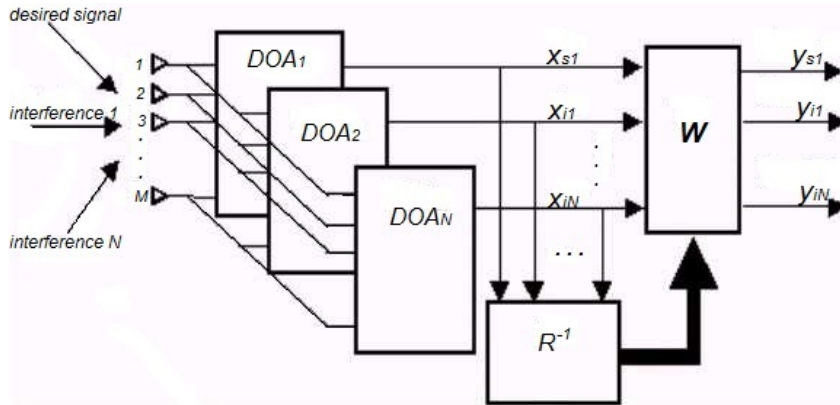 desired signal
interference 1
interference N
1
2
3
.
.
.
M
DOA1
DOA2
DOAN
xs1
xi1
. . .
xiN
...
W
R-1
ys1
yi1
yiN